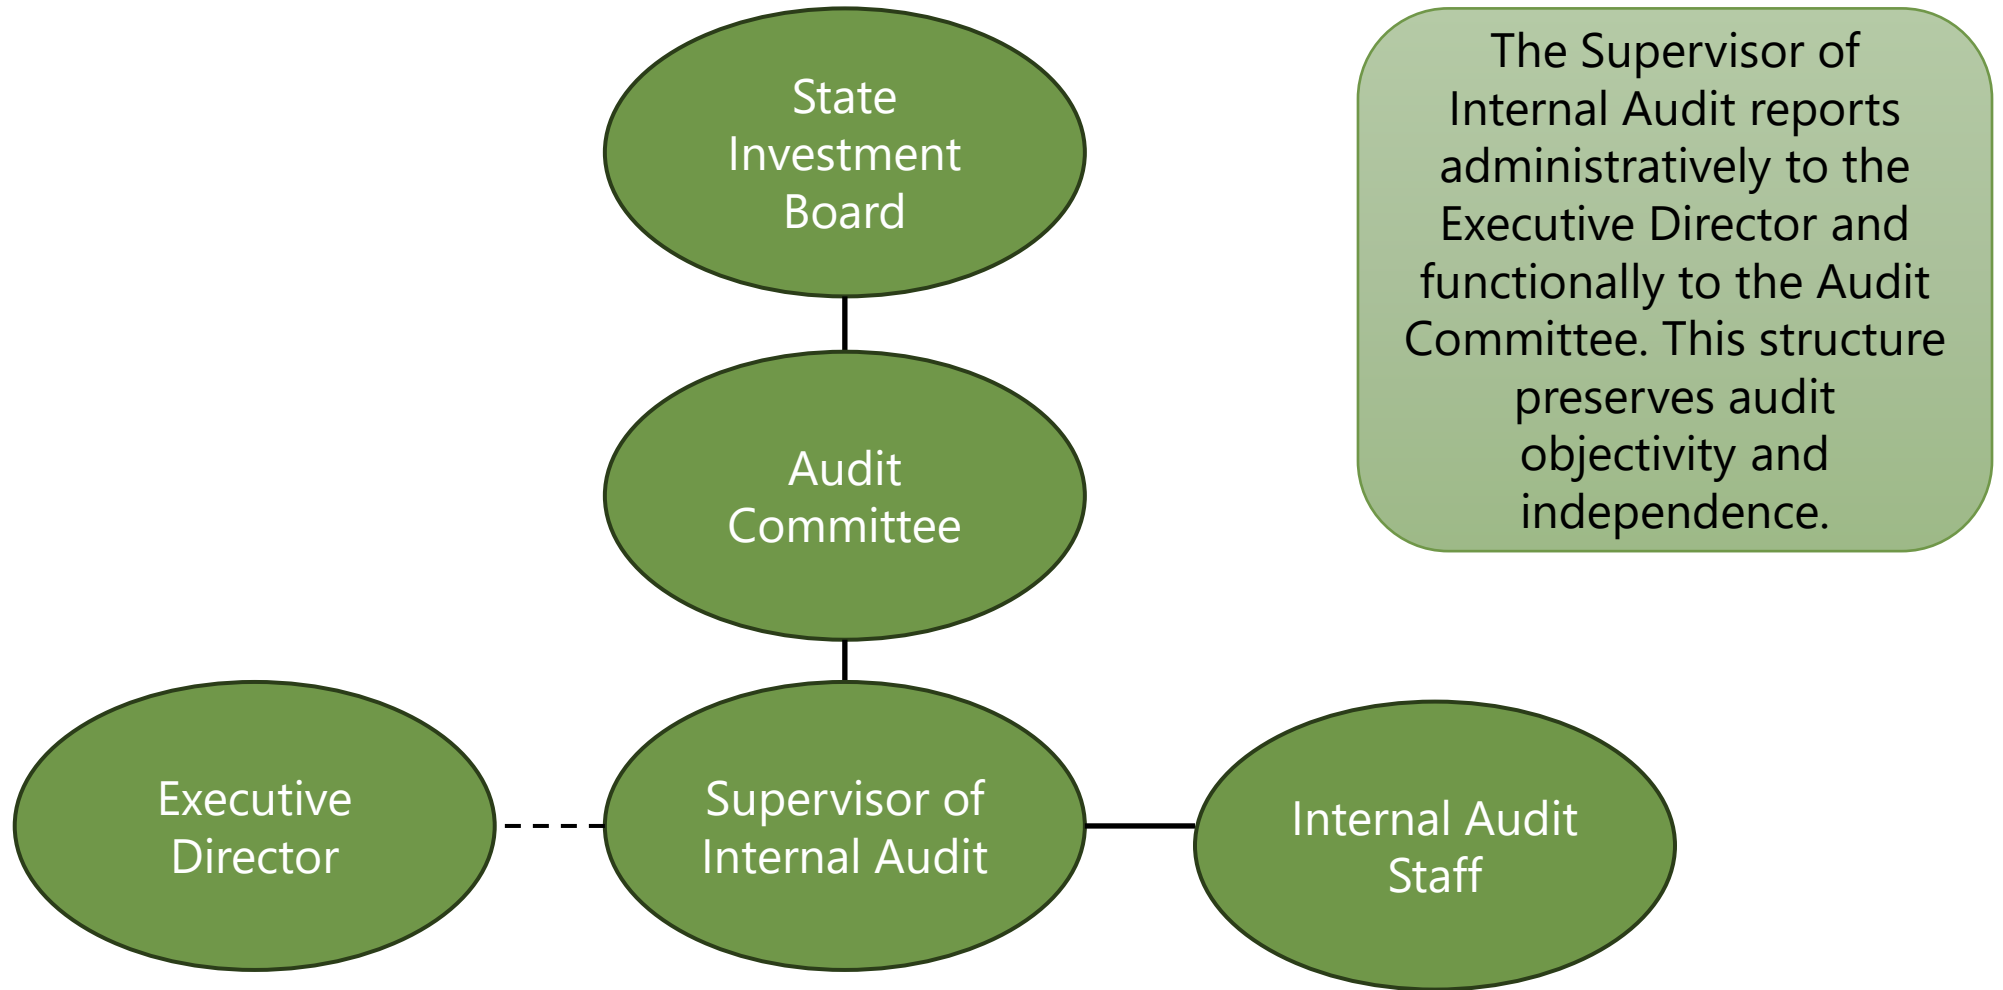 State
Investment
Board
The Supervisor of
Internal Audit reports
administratively to the
Executive Director and
functionally to the Audit
Committee. This structure
preserves audit
objectivity and
independence.
Audit
Committee
Executive
Director
Supervisor of
Internal Audit
Internal Audit
Staff